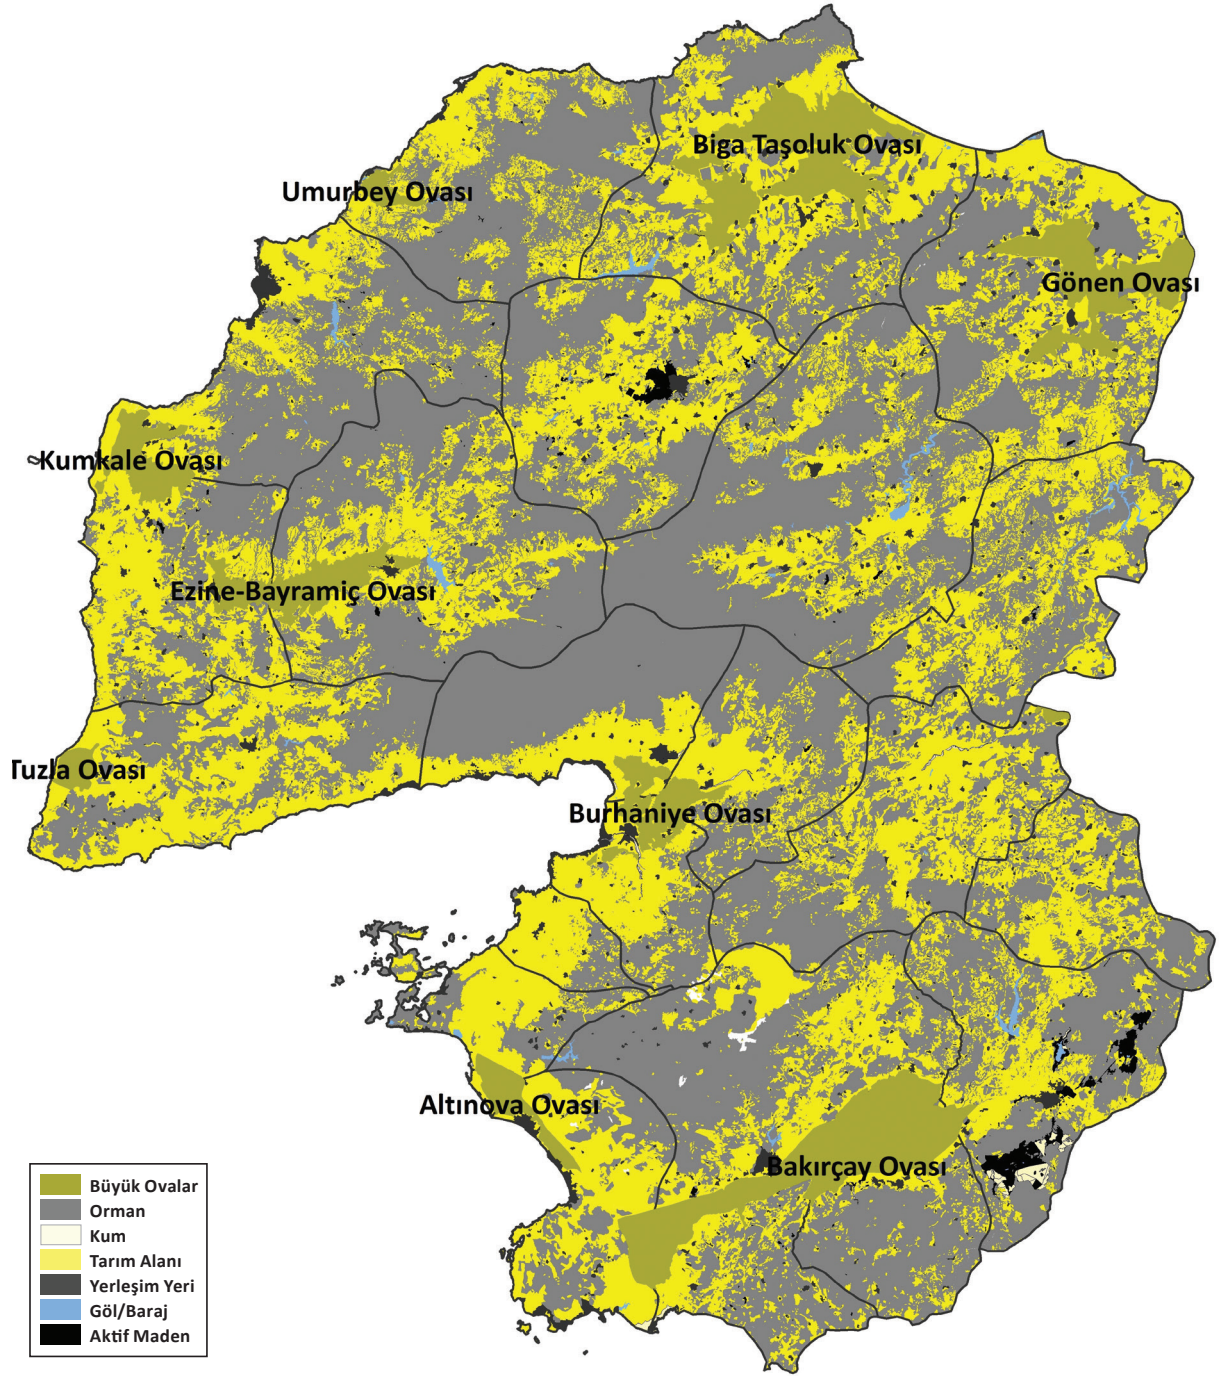 Biga Taşoluk Ovası
Umurbey Ovası
Gönen Ovası
Kumkale Ovası
Ezine-Bayramiç Ovası
Tuzla Ovası
Burhaniye Ovası
Altınova Ovası
Bakırçay Ovası
Büyük Ovalar
Orman
Kum
Tarım Alanı
Yerleşim Yeri
Göl/Baraj
Aktif Maden